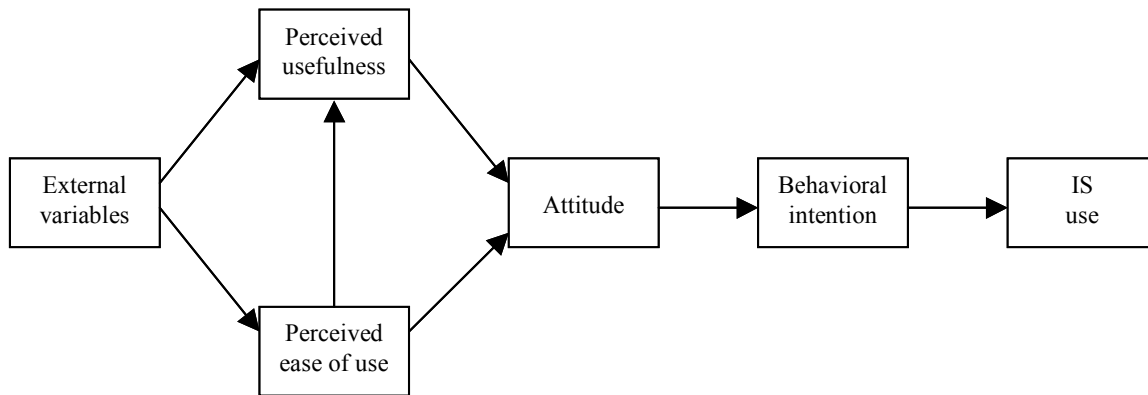 Perceived
usefulness
External
variables
Attitude
Behavioral
intention
IS
use
Perceived
ease of use